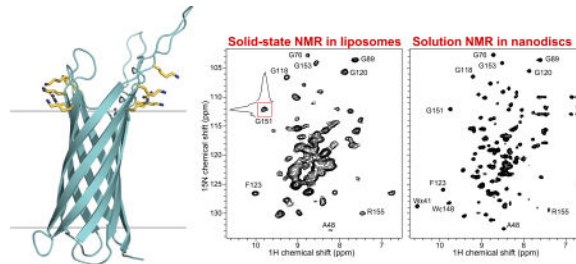 Solid-state NMR in liposomes
Solution NMR in nanodiscs
15N chemical shift (ppm)
105
110
115
120
125
130
G76
G153
G89
G118
G120
G151
F123
R155
A48
10
9
8
7
1H chemical shift (ppm)
G76
G154
G89
G119
G120
G151
F123
Wε41
Wε148
R155
A48
10
9
8
7
1H chemical shift (ppm)